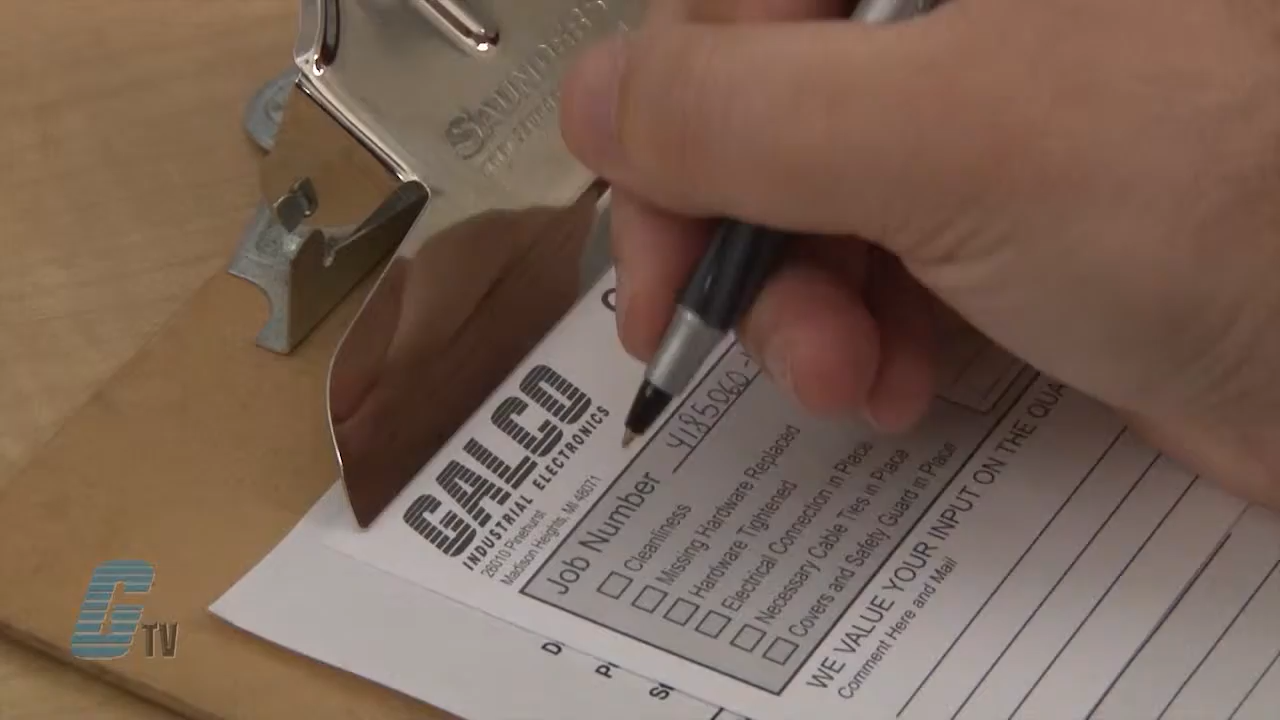 SAUNDERS
GALCO
INDUSTRIAL ELECTRONICS
26010 Pinehurst
Madison Heights, MI 48071
Job Number 4185060-
Cleanliness
Missing Hardware Replaced
Hardware Tightened
Electrical Connection in Place
Necessary Cable Ties in Place
Covers and Safety Guard in Place
WE VALUE YOUR INPUT ON THE QUA
Comment Here and Mail
G TV